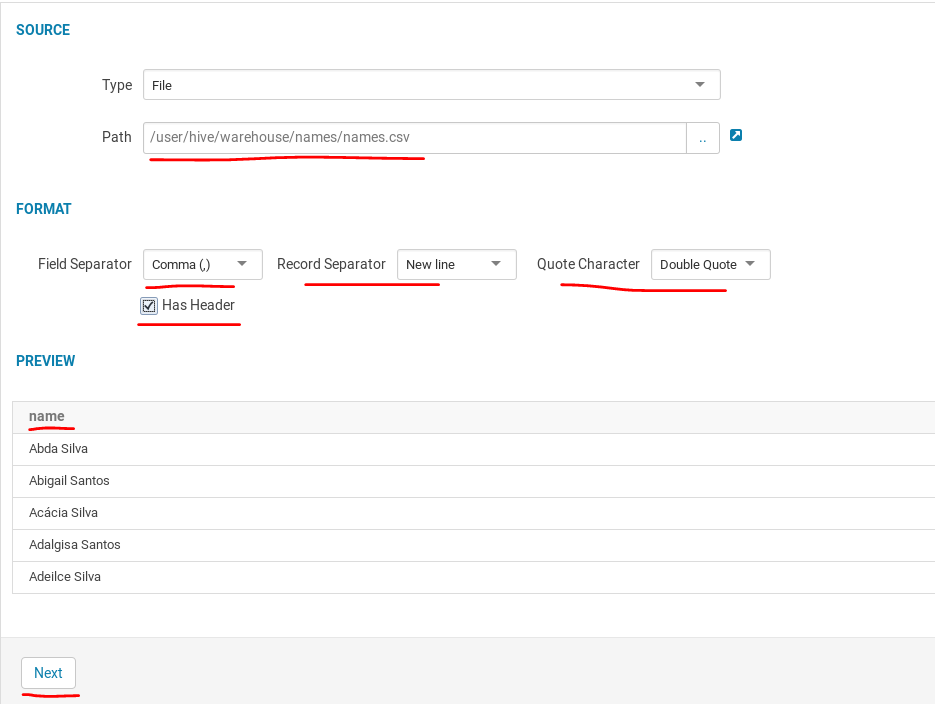 SOURCE
Type File
Path /user/hive/warehouse/names/names.csv ..
FORMAT
Field Separator Comma (,) Record Separator New line Quote Character Double Quote
Has Header
PREVIEW
name
Abda Silva
Abigail Santos
Acácia Silva
Adalgisa Santos
Adeilce Silva
Next